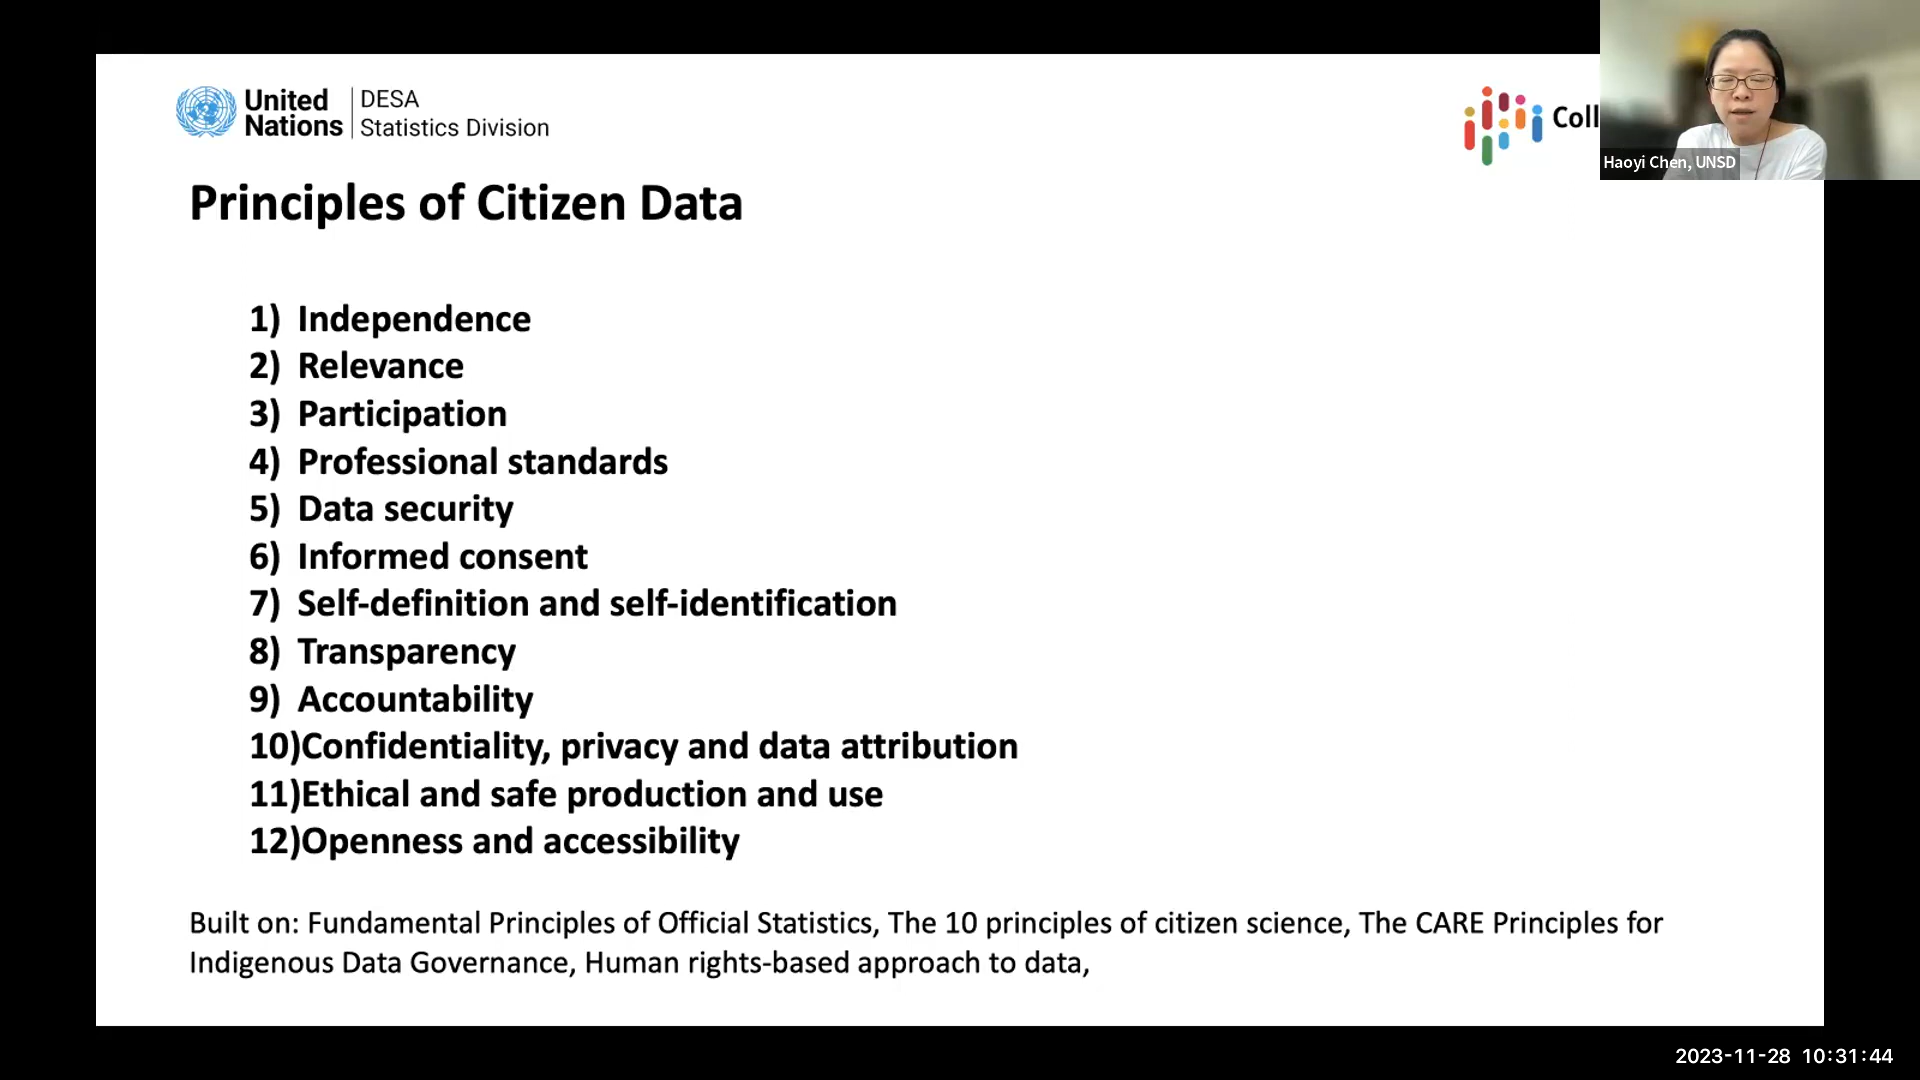 United Nations
DESA
Statistics Division
Coll
Haoyi Chen, UNSD
Principles of Citizen Data
1) Independence
2) Relevance
3) Participation
4) Professional standards
5) Data security
6) Informed consent
7) Self-definition and self-identification
8) Transparency
9) Accountability
10)Confidentiality, privacy and data attribution
11)Ethical and safe production and use
12)Openness and accessibility
Built on: Fundamental Principles of Official Statistics, The 10 principles of citizen science, The CARE Principles for
Indigenous Data Governance, Human rights-based approach to data,
2023-11-28 10:31:44